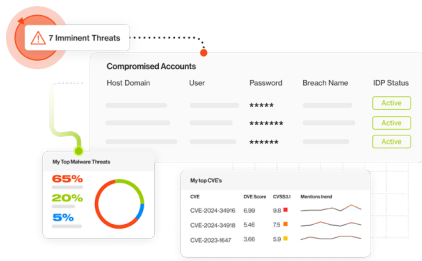 7 Imminent Threats
Compromised Accounts
Host Domain User Password Breach Name IDP Status
***** Active
******* Active
****** Active
My Top Malware Threats
65%
20%
5%
My top CVE's
CVE DVE Score CVSS3.1 Mentions trend
CVE-2024-34916 6.99 9.8
CVE-2024-34918 5.46 7.5
CVE-2023-1647 3.66 5.9